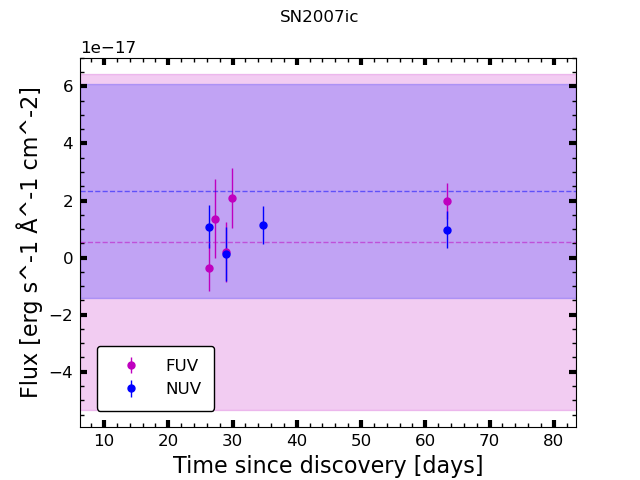 SN2007ic
1e−17
6
4
2
0
−2
−4
Flux [erg s^-1 Å^-1 cm^-2]
FUV
NUV
10 20 30 40 50 60 70 80
Time since discovery [days]